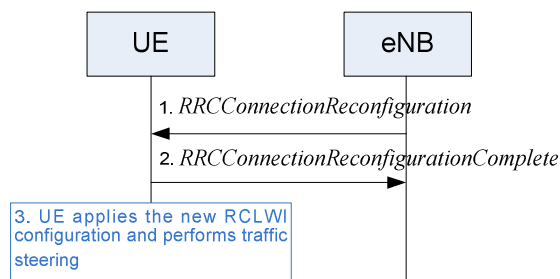 UE
eNB
1. RRCConnectionReconfiguration
2. RRCConnectionReconfigurationComplete
3. UE applies the new RCLWI
configuration and performs traffic
steering